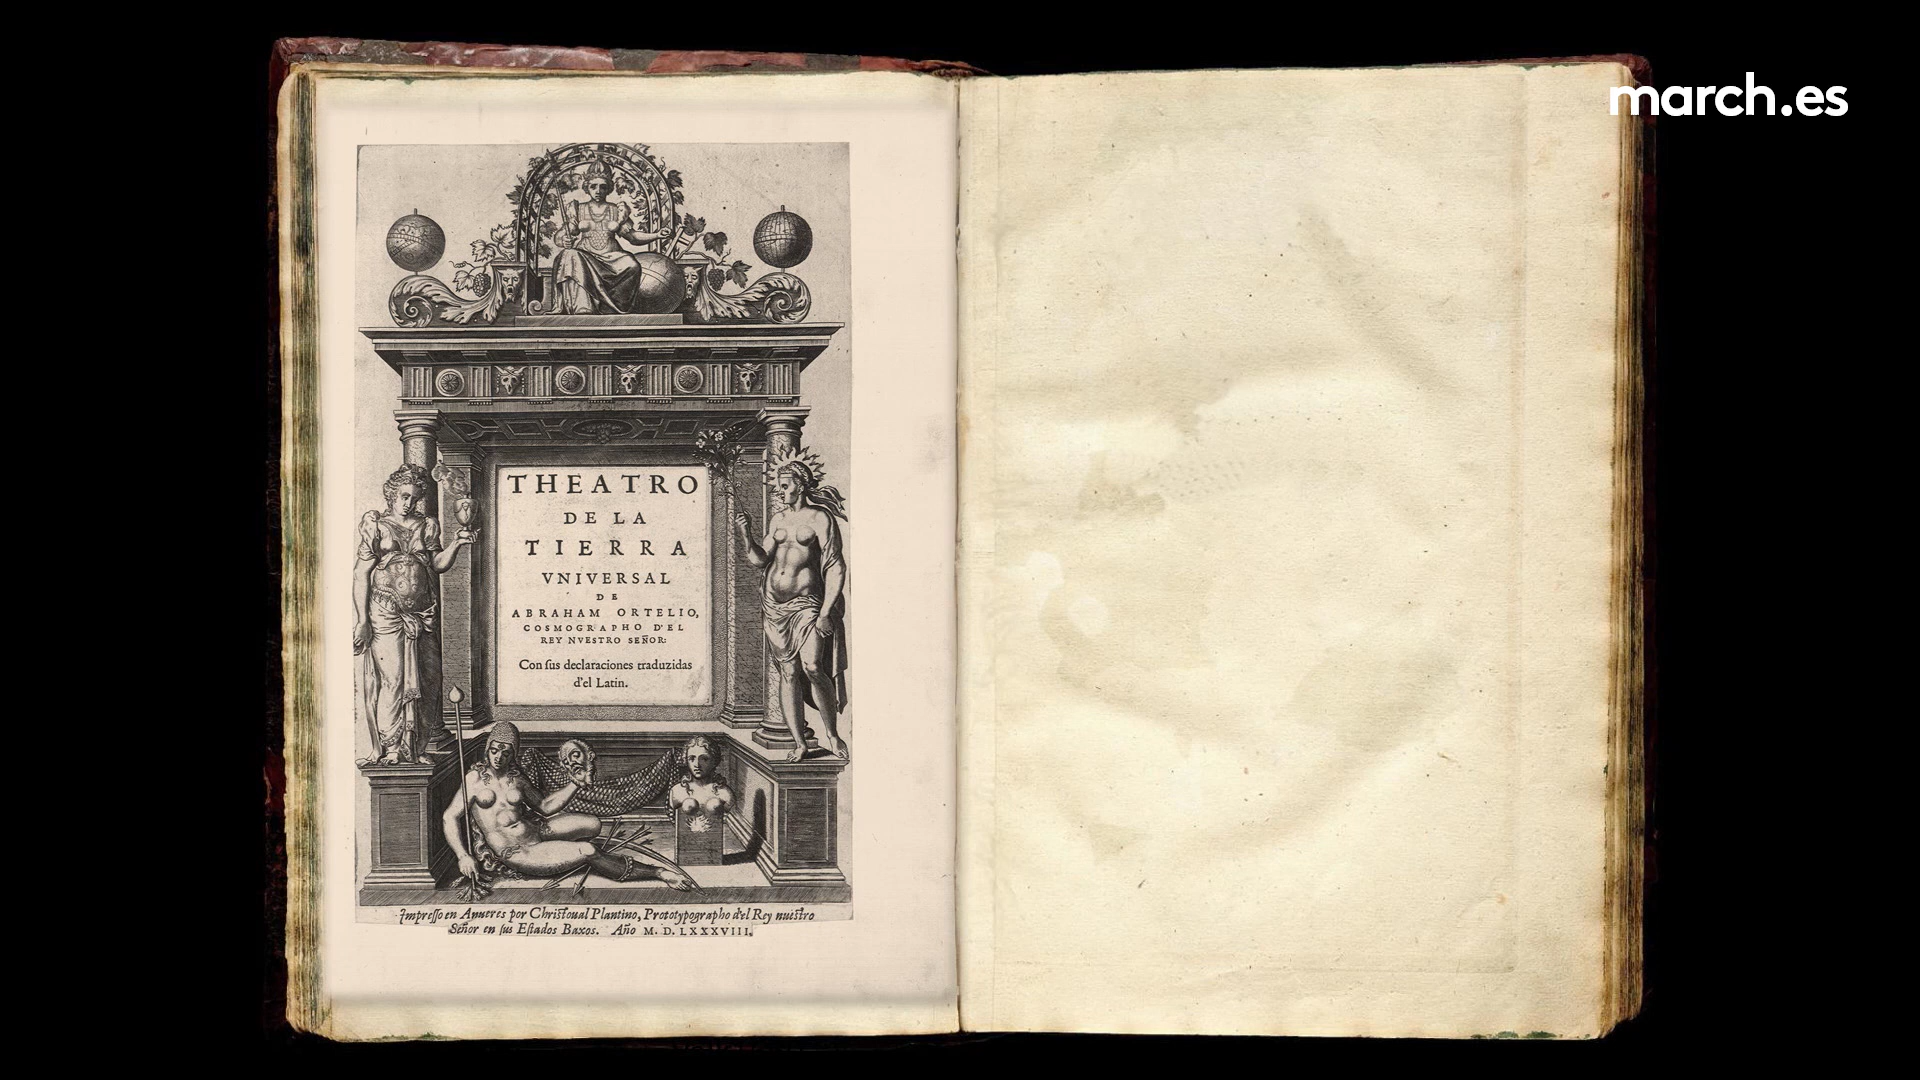 march.es
THEATRO
DE LA
TIERRA
VNIVERSAL
DE
ABRAHAM ORTELIO,
COSMOGRAPHO D'EL
REY NVESTRO SEÑOR:
Con ſus declaraciones traduzidas
d'el Latin.
Impreſſo en Anueres por Chriſtoual Plantino, Prototypographo d'el Rey nueſtro
Señor en ſus Eſtados Baxos. Año M. D. LXXXVIII.